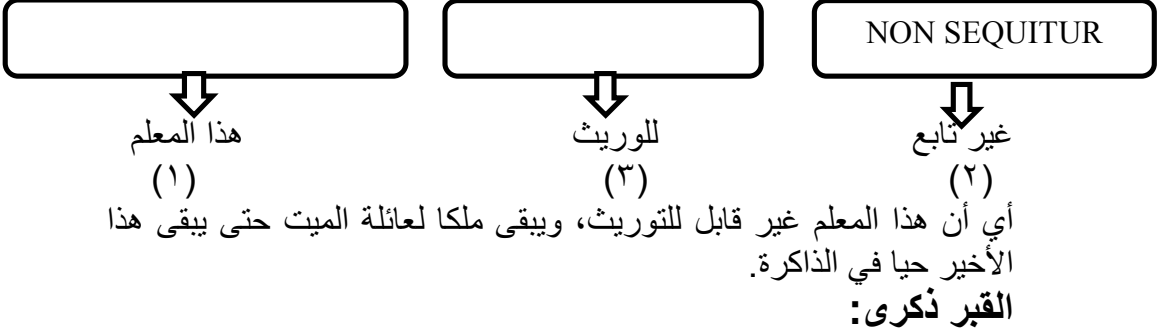 NON SEQUITUR
غير تابع للوريث هذا المعلم
(٢) (٣) (١)
أي أن هذا المعلم غير قابل للتوريث، ويبقى ملكا لعائلة الميت حتى يبقى هذا
الأخير حيا في الذاكرة.
القبر ذكرى: